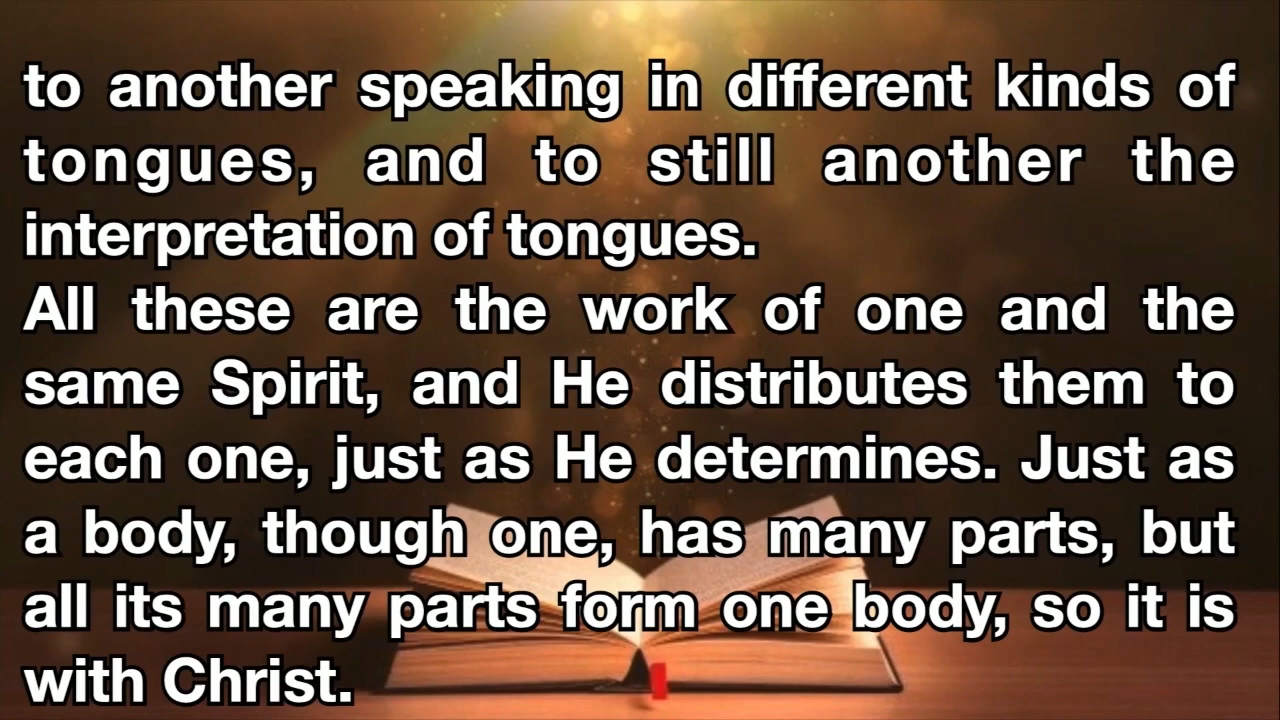 to another speaking in different kinds of
tongues, and to still another the
interpretation of tongues.
All these are the work of one and the
same Spirit, and He distributes them to
each one, just as He determines. Just as
a body, though one, has many parts, but
all its many parts form one body, so it is
with Christ.